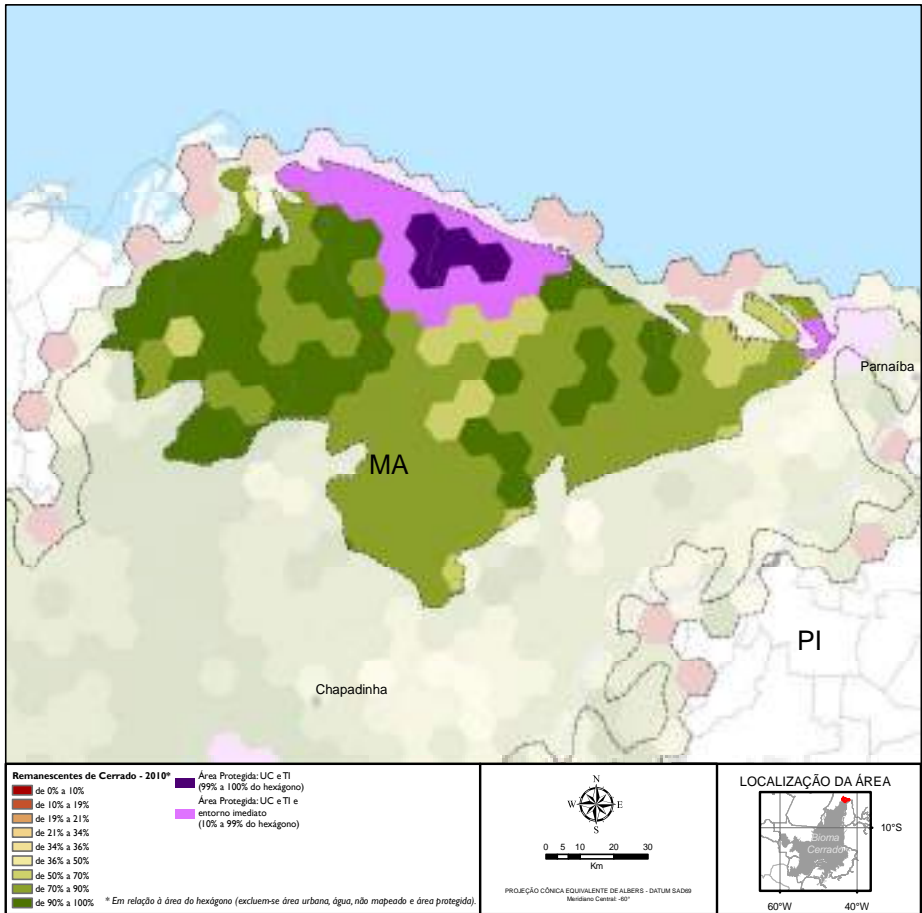 MA
Parnaíba
PI
Chapadinha
Remanescentes de Cerrado - 2010*
de 0% a 10%
de 10% a 19%
de 19% a 21%
de 21% a 34%
de 34% a 36%
de 36% a 50%
de 50% a 70%
de 70% a 90%
de 90% a 100%
* Em relação à área do hexágono (excluem-se área urbana, água, não mapeado e área protegida).
Área Protegida: UC e TI
(99% a 100% do hexágono)
Área Protegida: UC e TI e
entorno imediato
(10% a 99% do hexágono)
N
W E
S
0 5 10 20 30
Km
PROJEÇÃO CÔNICA EQUIVALENTE DE ALBERS - DATUM SAD69
Meridiano Central: -60°
LOCALIZAÇÃO DA ÁREA
10°S
Bioma
Cerrado
60°W 40°W